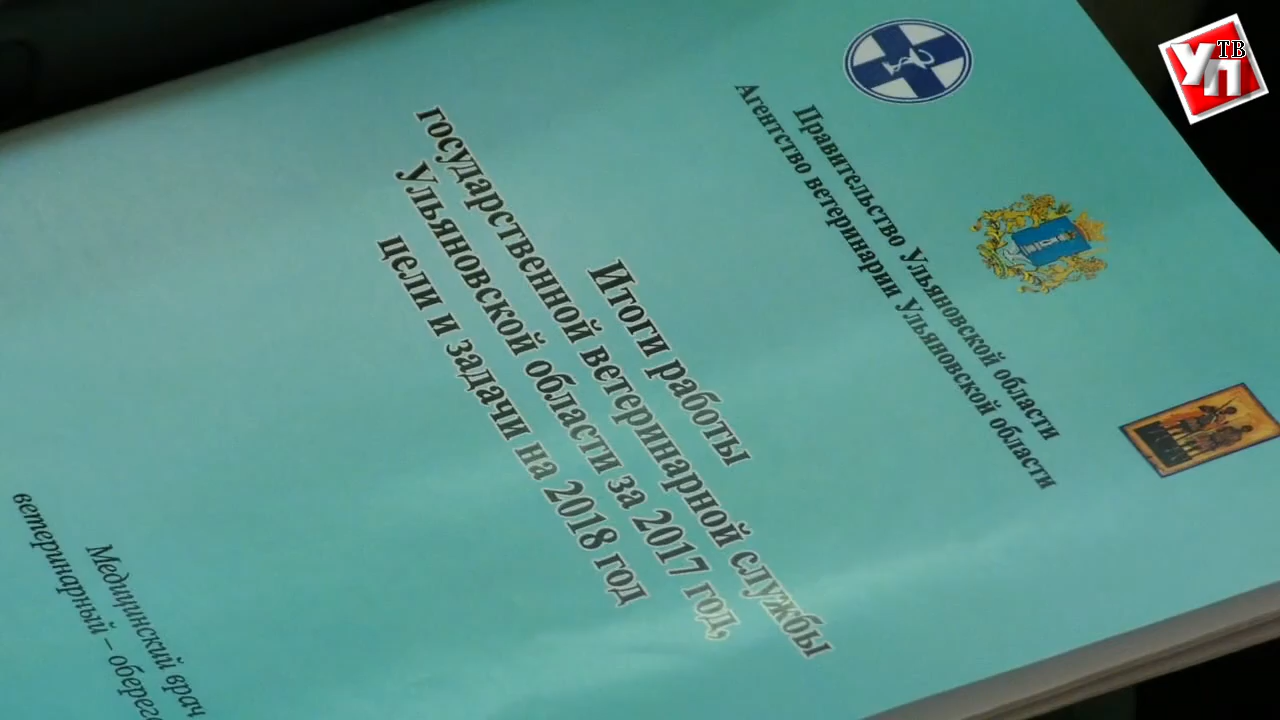 Правительство Ульяновской области
Агентство ветеринарии Ульяновской области
Итоги работы
государственной ветеринарной службы
Ульяновской области за 2017 год,
цели и задачи на 2018 год
Медицинский врач
ветеринарный –
УП
ТВ